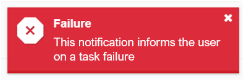 Failure
This notification informs the user
on a task failure